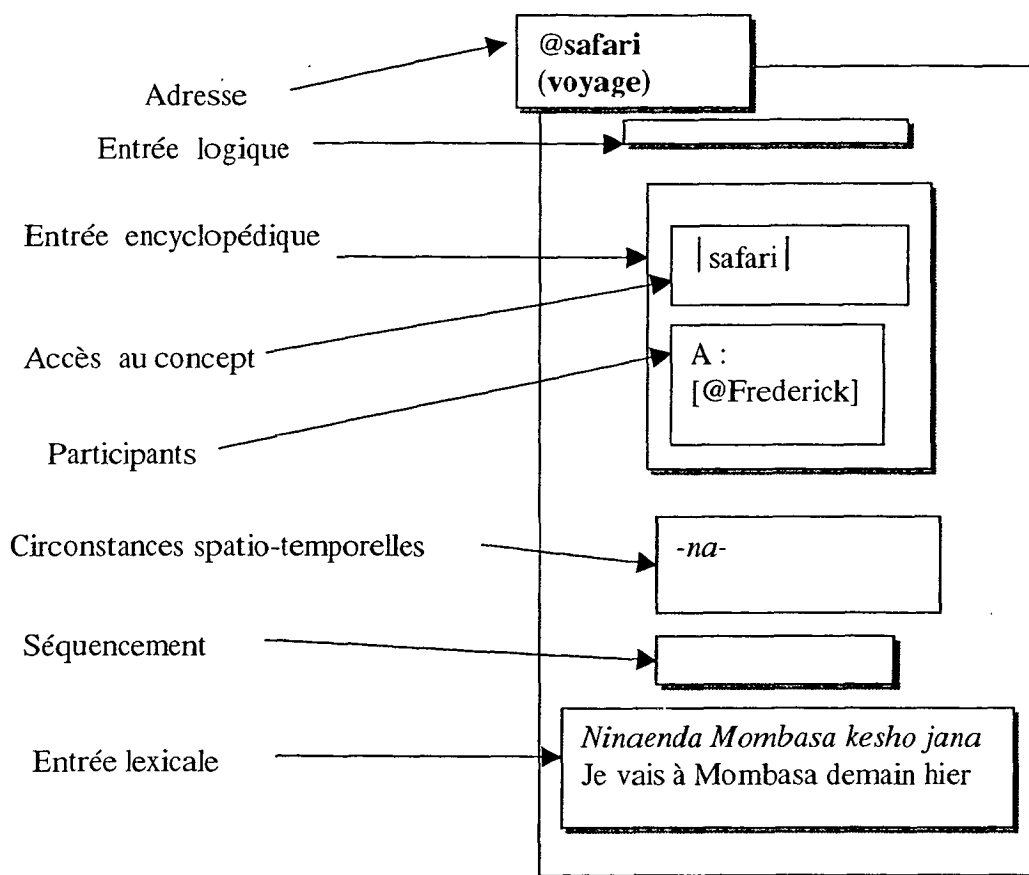 @safari
(voyage)
Adresse
Entrée logique
Entrée encyclopédique
|safari|
Accès au concept
A :
[@Frederick]
Participants
Circonstances spatio-temporelles
-na-
Séquencement
Entrée lexicale
Ninaenda Mombasa kesho jana
Je vais à Mombasa demain hier